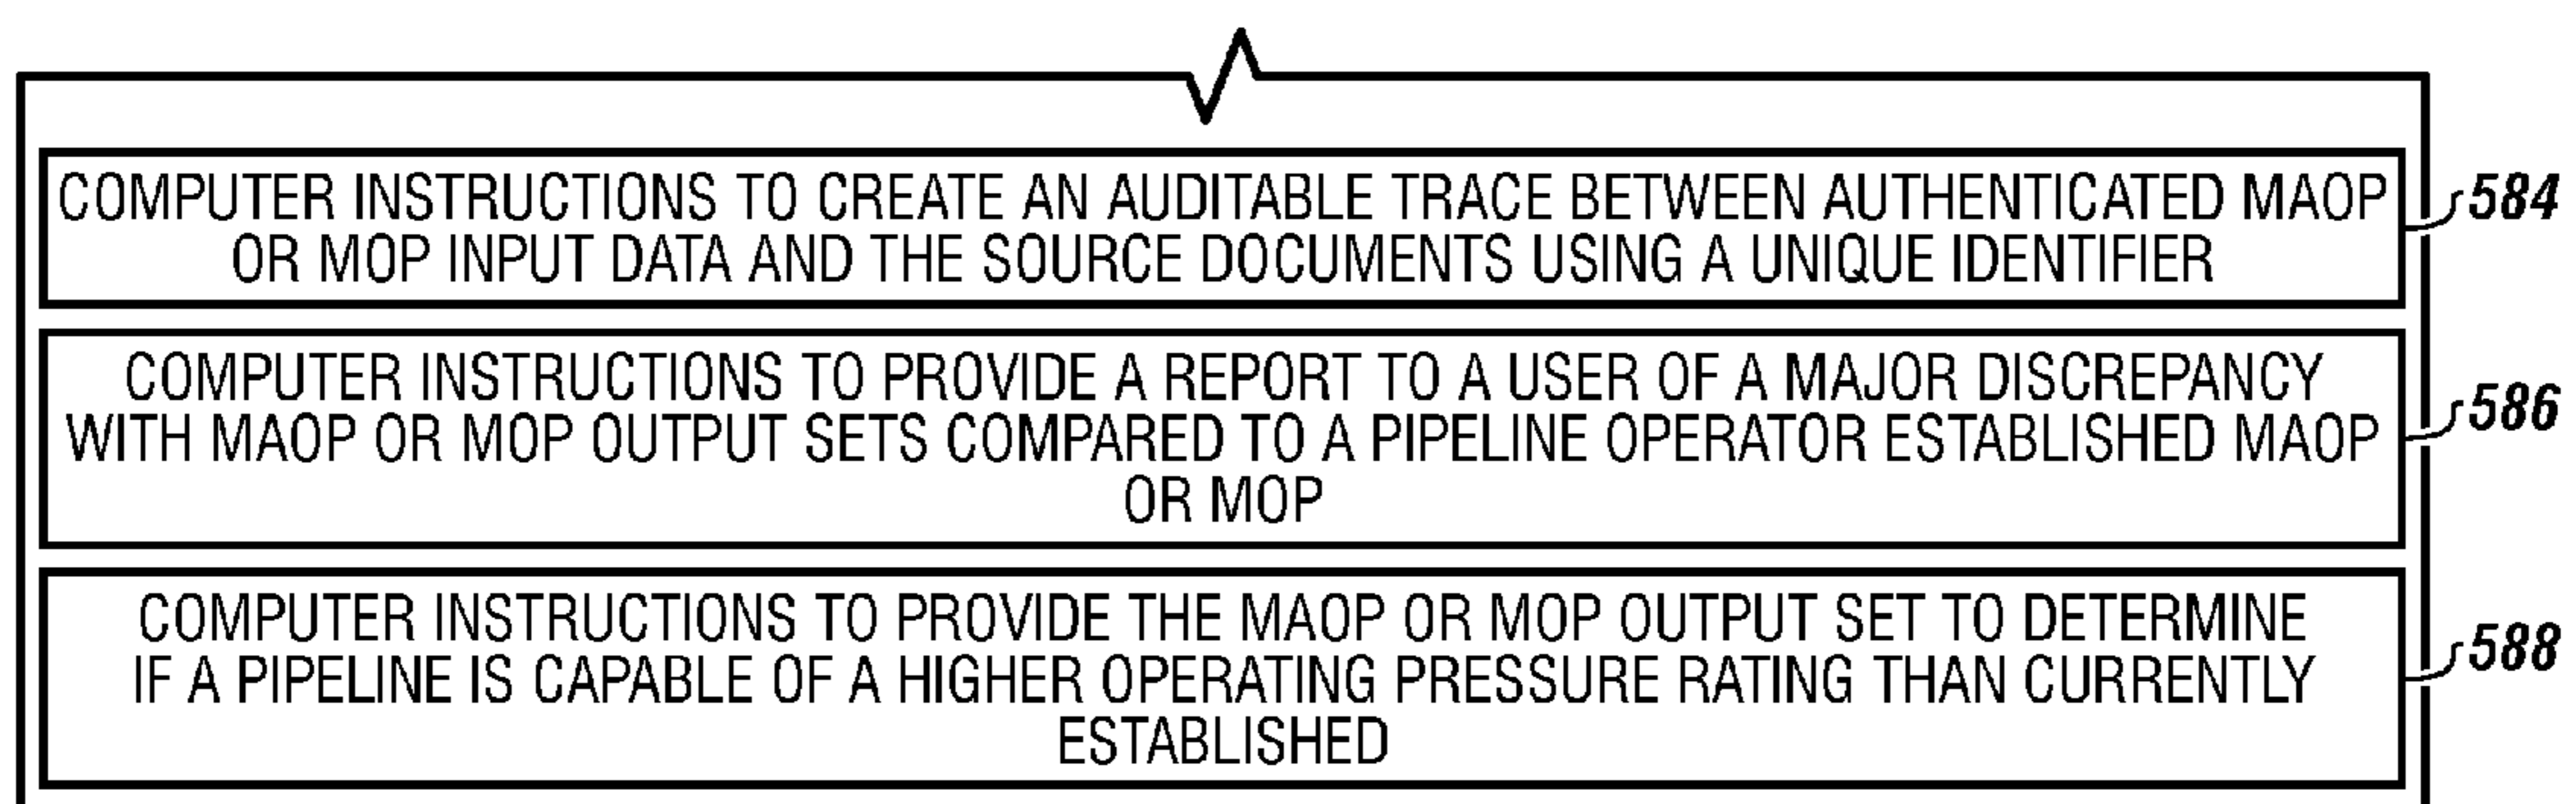 COMPUTER INSTRUCTIONS TO CREATE AN AUDITABLE TRACE BETWEEN AUTHENTICATED MAOP
OR MOP INPUT DATA AND THE SOURCE DOCUMENTS USING A UNIQUE IDENTIFIER
584
COMPUTER INSTRUCTIONS TO PROVIDE A REPORT TO A USER OF A MAJOR DISCREPANCY
WITH MAOP OR MOP OUTPUT SETS COMPARED TO A PIPELINE OPERATOR ESTABLISHED MAOP
OR MOP
586
COMPUTER INSTRUCTIONS TO PROVIDE THE MAOP OR MOP OUTPUT SET TO DETERMINE
IF A PIPELINE IS CAPABLE OF A HIGHER OPERATING PRESSURE RATING THAN CURRENTLY
ESTABLISHED
588